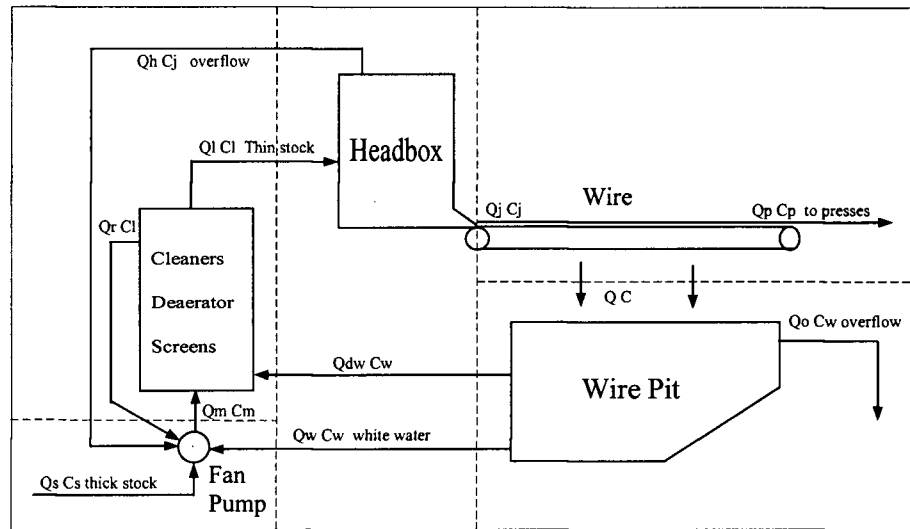 Qh Cj overflow
Ql Cl Thin stock
Headbox
Wire
Qj Cj
Qp Cp to presses
Qr Cl
Cleaners
Deaerator
Screens
Q C
Qo Cw overflow
Qdw Cw
Wire Pit
Qm Cm
Qw Cw white water
Qs Cs thick stock
Fan
Pump